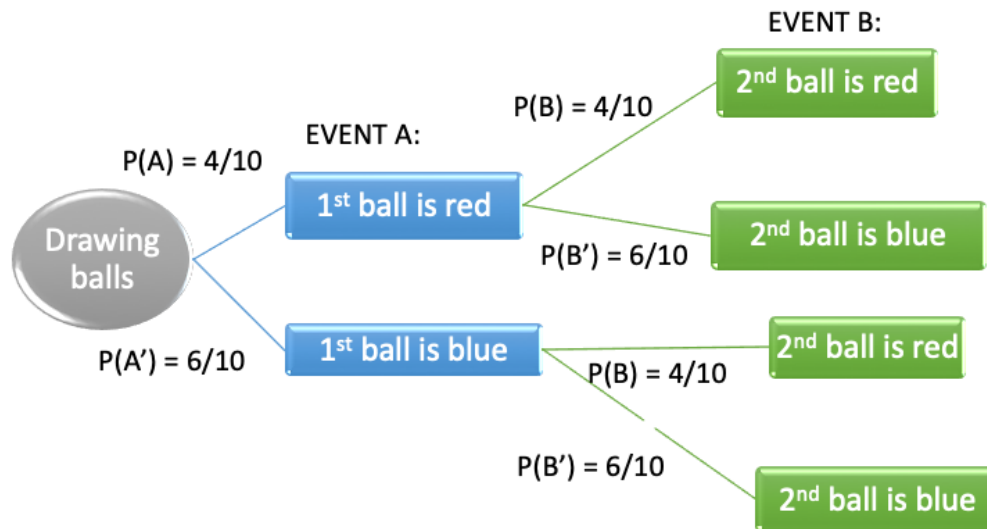 EVENT B:
2nd ball is red
P(B) = 4/10
EVENT A:
P(A) = 4/10
1st ball is red
2nd ball is blue
Drawing
balls
P(B’) = 6/10
1st ball is blue
2nd ball is red
P(A’) = 6/10
P(B) = 4/10
P(B’) = 6/10
2nd ball is blue